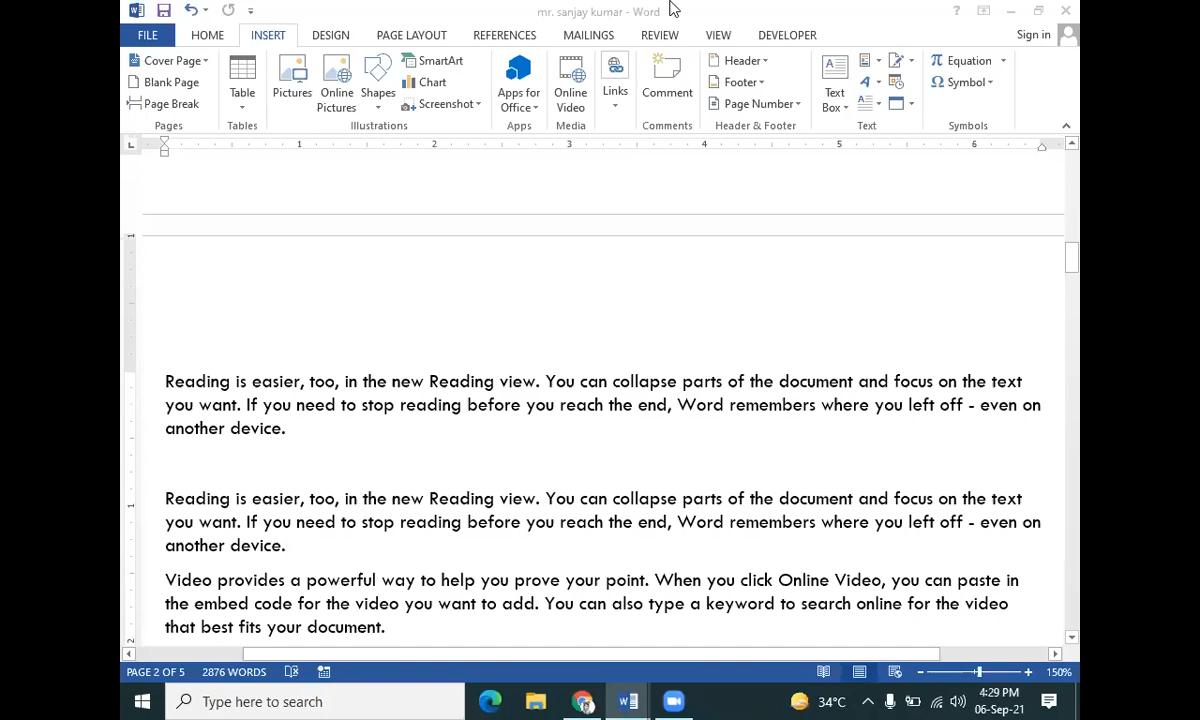 mr. sanjay kumar - Word
?
FILE HOME INSERT DESIGN PAGE LAYOUT REFERENCES MAILINGS REVIEW VIEW DEVELOPER Sign in
Cover Page
Blank Page
Page Break
Pages
Table
Tables
Pictures
Online Pictures
Shapes
SmartArt
Chart
Screenshot
Illustrations
Apps for Office
Apps
Online Video
Media
Links
Comment
Comments
Header
Footer
Page Number
Header & Footer
Text Box
Text
π Equation
Ω Symbol
Symbols
1 2 3 4 5 6
Reading is easier, too, in the new Reading view. You can collapse parts of the document and focus on the text
you want. If you need to stop reading before you reach the end, Word remembers where you left off - even on
another device.
Reading is easier, too, in the new Reading view. You can collapse parts of the document and focus on the text
you want. If you need to stop reading before you reach the end, Word remembers where you left off - even on
another device.
Video provides a powerful way to help you prove your point. When you click Online Video, you can paste in
the embed code for the video you want to add. You can also type a keyword to search online for the video
that best fits your document.
PAGE 2 OF 5 2876 WORDS 150%
Type here to search 34°C 4:29 PM
06-Sep-21